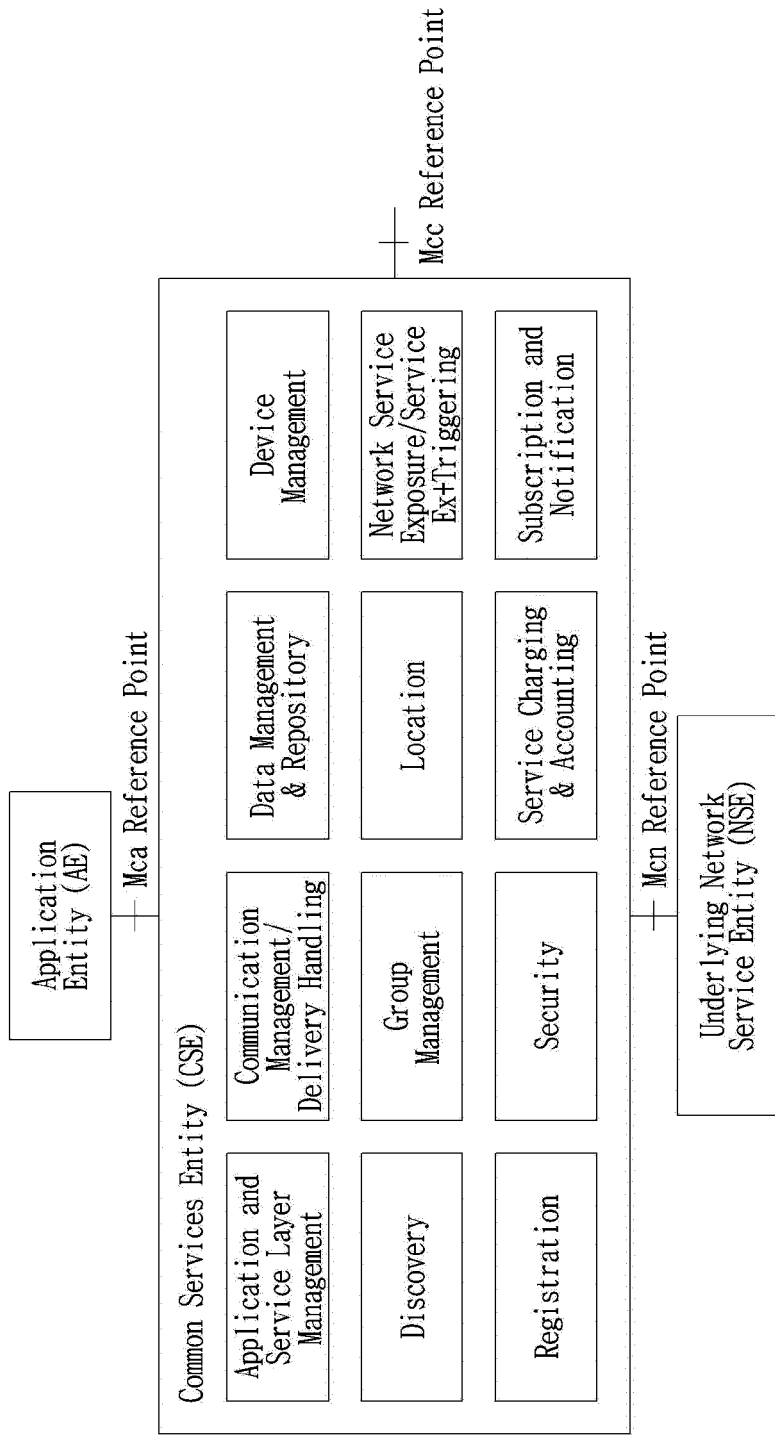 Application
Entity (AE)
Mca Reference Point
Common Services Entity (CSE)
Application and
Service Layer
Management
Communication
Management/
Delivery Handling
Data Management
& Repository
Device
Management
Discovery
Group
Management
Location
Network Service
Exposure/Service
Ex+Triggering
Registration
Security
Service Charging
& Accounting
Subscription and
Notification
Mcc Reference Point
Mcn Reference Point
Underlying Network
Service Entity (NSE)